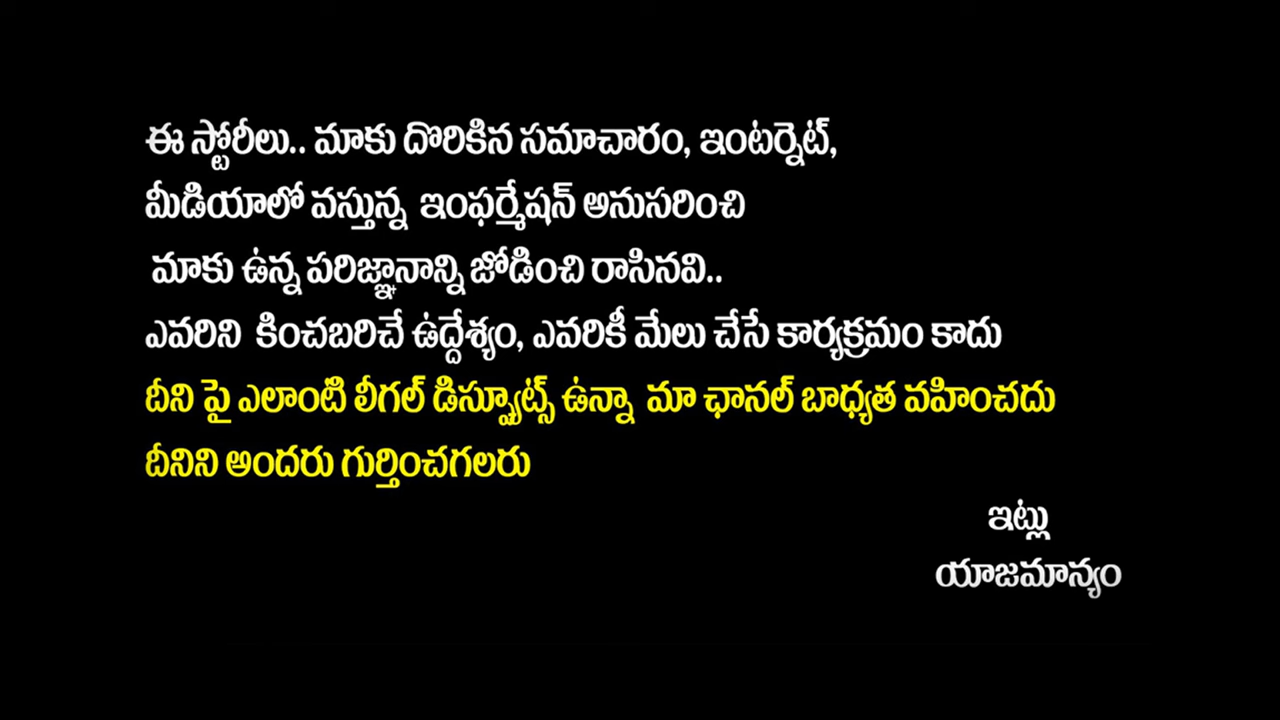 ఈ స్టోరీలు.. మాకు దొరికిన సమాచారం, ఇంటర్నెట్,
మీడియాలో వస్తున్న ఇంఫర్మేషన్ అనుసరించి
మాకు ఉన్న పరిజ్ఞానాన్ని జోడించి రాసినవి..
ఎవరిని కించబరిచే ఉద్దేశ్యం, ఎవరికీ మేలు చేసే కార్యక్రమం కాదు
దీని పై ఎలాంటి లీగల్ డిస్ప్యూట్స్ ఉన్నా మా ఛానల్ బాధ్యత వహించదు
దీనిని అందరు గుర్తించగలరు
ఇట్లు
యాజమాన్యం